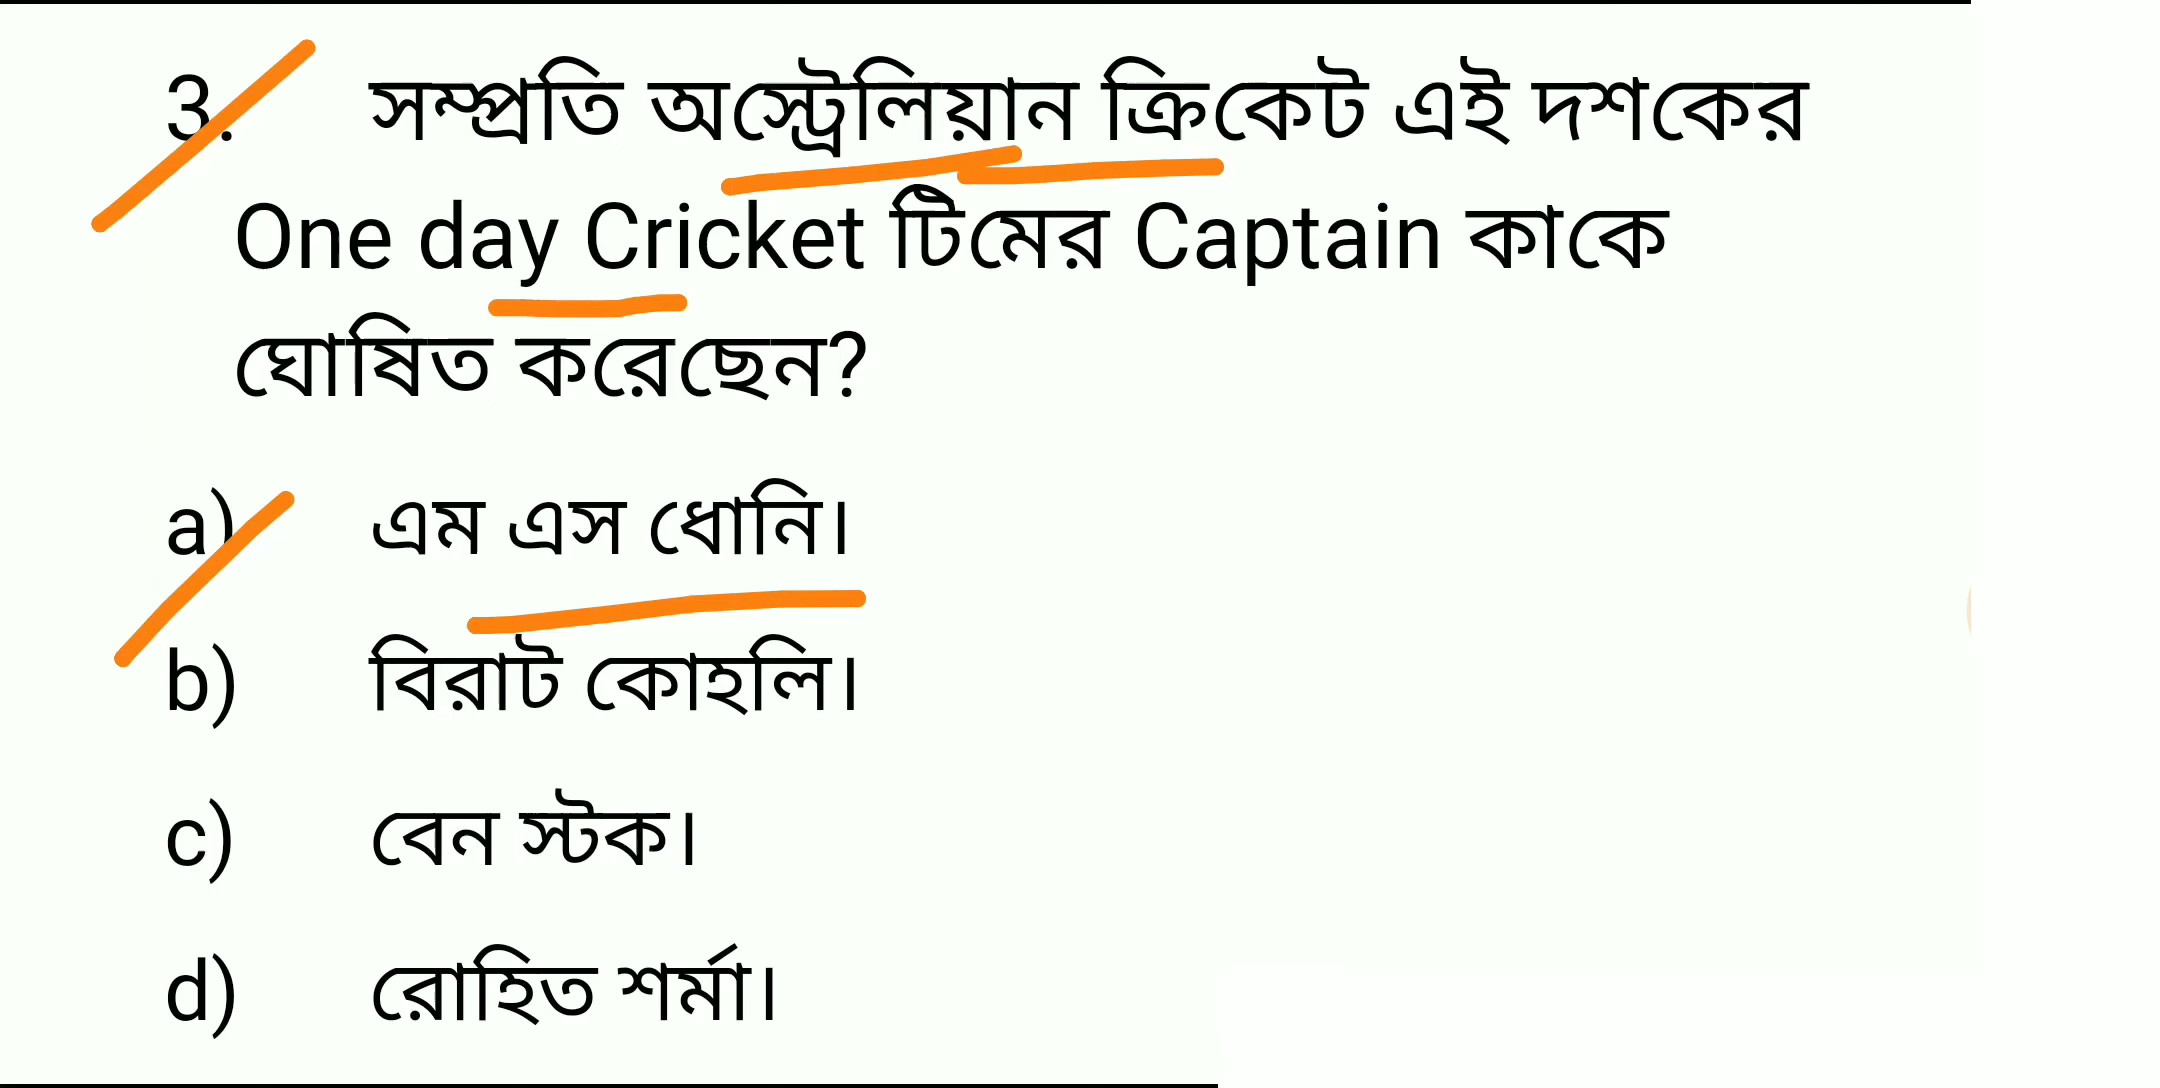 3. সম্প্রতি অস্ট্রেলিয়ান ক্রিকেট এই দশকের
One day Cricket টিমের Captain কাকে
ঘোষিত করেছেন?
a) এম এস ধোনি।
b) বিরাট কোহলি।
c) বেন স্টক।
d) রোহিত শর্মা।